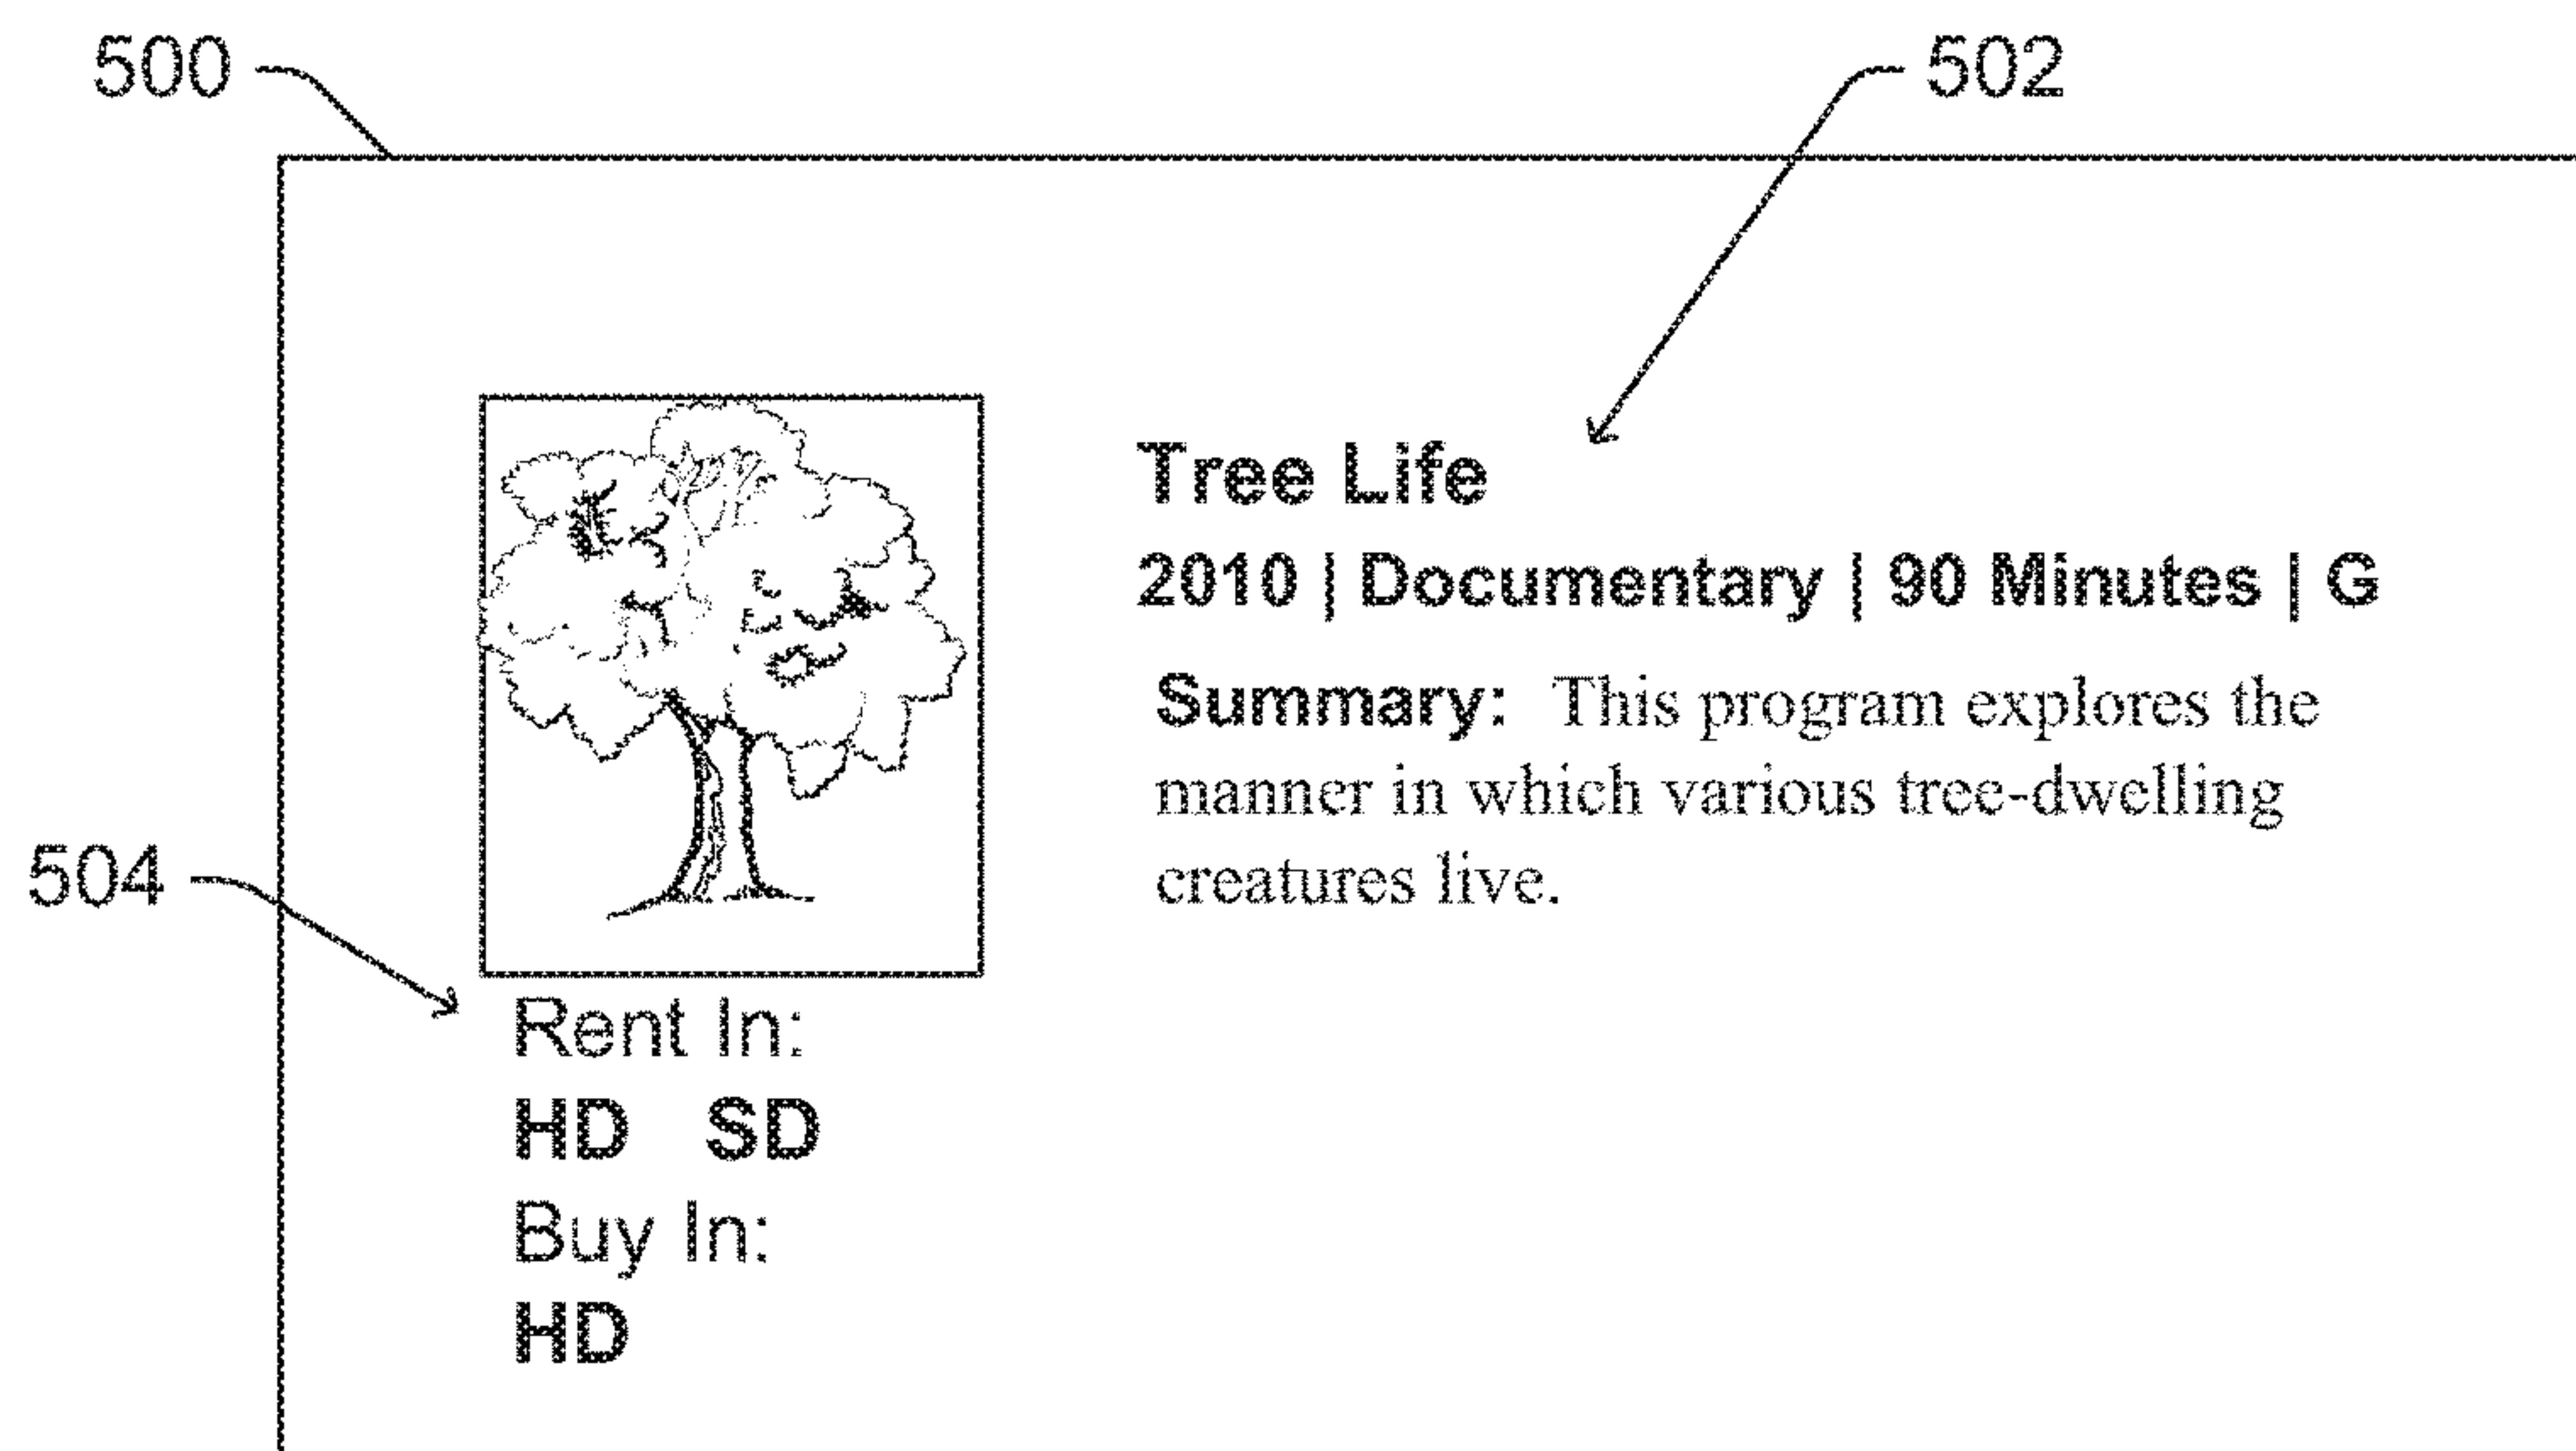 500
502
Tree Life
2010 | Documentary | 90 Minutes | G
Summary: This program explores the
manner in which various tree-dwelling
creatures live.
504
Rent In:
HD SD
Buy In:
HD